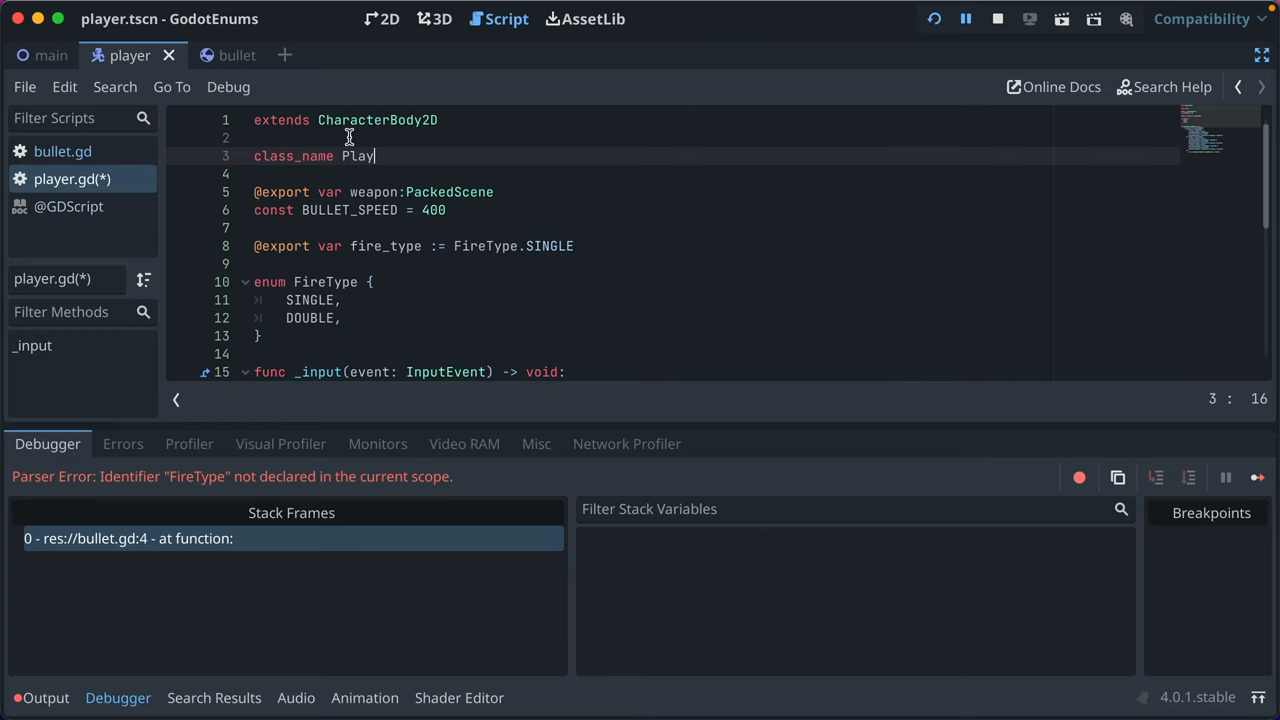 player.tscn - GodotEnums
2D 3D Script AssetLib
Compatibility
main player bullet
File Edit Search Go To Debug
Online Docs Search Help
Filter Scripts
bullet.gd
player.gd(*)
@GDScript
player.gd(*)
Filter Methods
_input
1 extends CharacterBody2D
2
3 class_name Play
4
5 @export var weapon:PackedScene
6 const BULLET_SPEED = 400
7
8 @export var fire_type := FireType.SINGLE
9
10 enum FireType {
11 SINGLE,
12 DOUBLE,
13 }
14
15 func _input(event: InputEvent) -> void:
3 : 16
Debugger Errors Profiler Visual Profiler Monitors Video RAM Misc Network Profiler
Parser Error: Identifier "FireType" not declared in the current scope.
Stack Frames
0 - res://bullet.gd:4 - at function:
Filter Stack Variables
Breakpoints
Output Debugger Search Results Audio Animation Shader Editor
4.0.1.stable